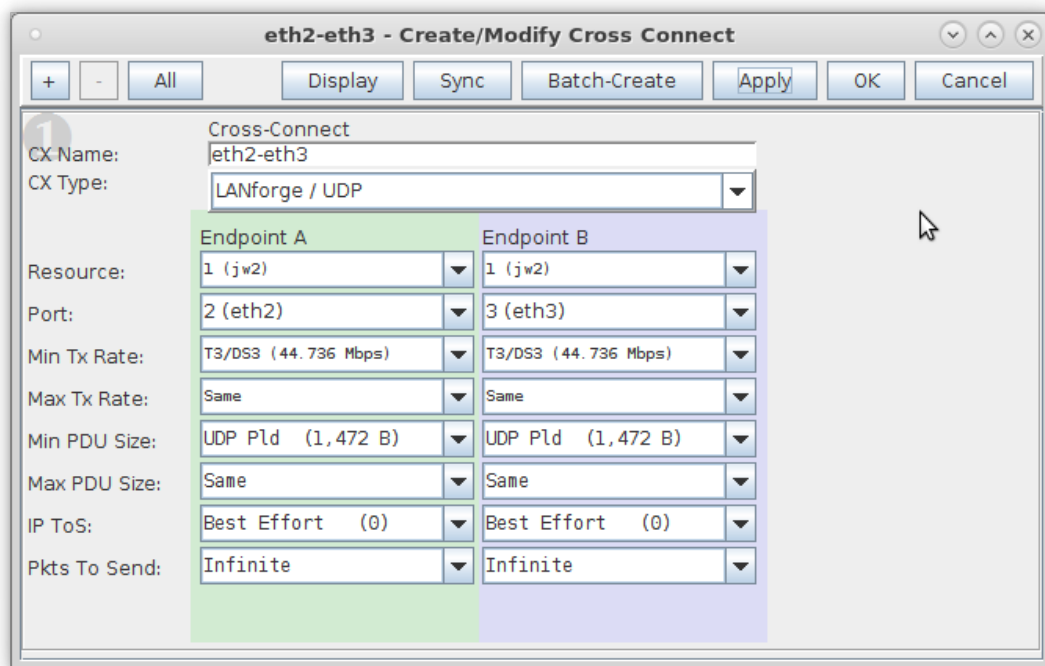 eth2-eth3 - Create/Modify Cross Connect
+ - All Display Sync Batch-Create Apply OK Cancel
1
Cross-Connect
CX Name: eth2-eth3
CX Type: LANforge / UDP
Endpoint A Endpoint B
Resource: 1 (jw2) 1 (jw2)
Port: 2 (eth2) 3 (eth3)
Min Tx Rate: T3/DS3 (44.736 Mbps) T3/DS3 (44.736 Mbps)
Max Tx Rate: Same Same
Min PDU Size: UDP Pld (1,472 B) UDP Pld (1,472 B)
Max PDU Size: Same Same
IP ToS: Best Effort (0) Best Effort (0)
Pkts To Send: Infinite Infinite